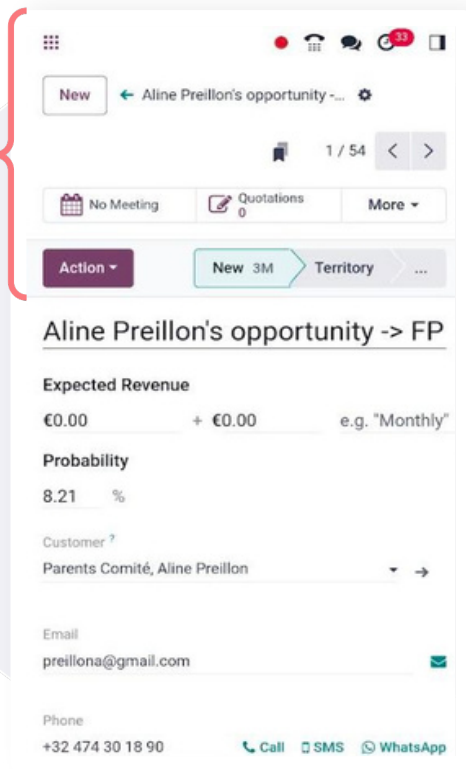 33
New ← Aline Preillon's opportunity -...
1 / 54 < >
No Meeting Quotations 0 More
Action New 3M Territory ...
Aline Preillon's opportunity -> FP
Expected Revenue
€0.00 + €0.00 e.g. "Monthly"
Probability
8.21 %
Customer ?
Parents Comité, Aline Preillon →
Email
preillona@gmail.com
Phone
+32 474 30 18 90 Call SMS WhatsApp